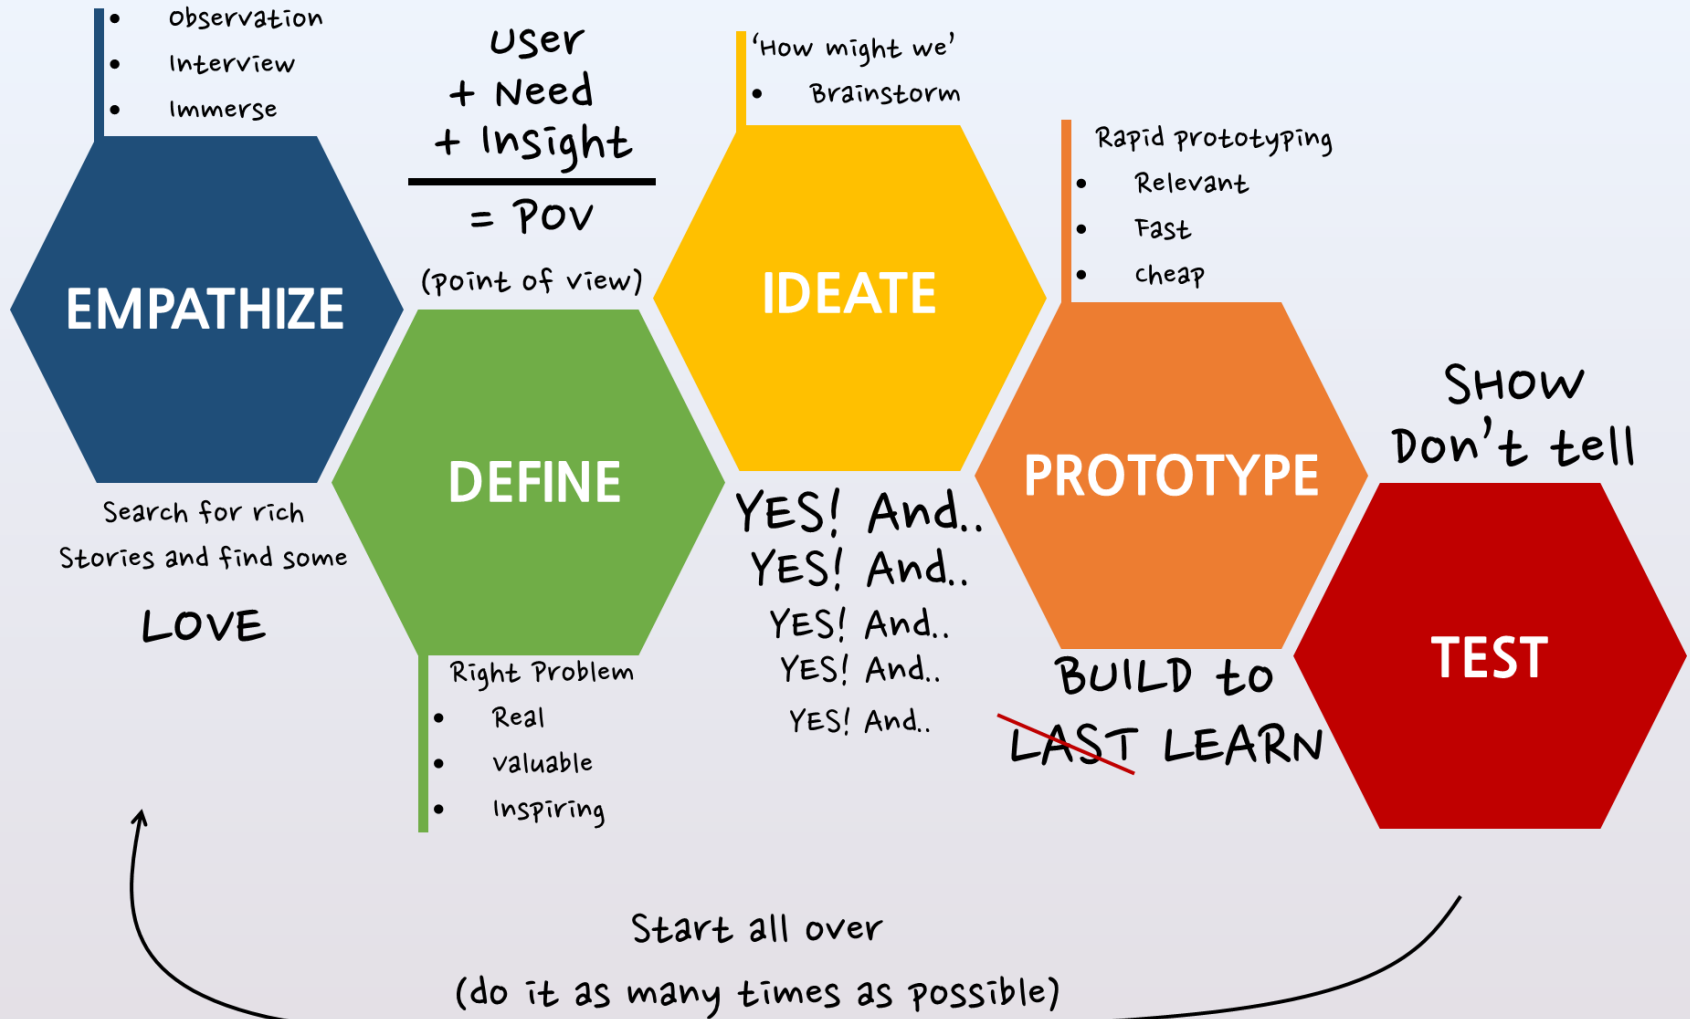 Observation
Interview
Immerse
EMPATHIZE
Search for rich
Stories and find some
LOVE
User
+ Need
+ Insight
= POV
(point of view)
DEFINE
Right Problem
Real
Valuable
Inspiring
'How might we'
Brainstorm
IDEATE
YES! And..
YES! And..
YES! And..
YES! And..
YES! And..
Rapid prototyping
Relevant
Fast
Cheap
PROTOTYPE
BUILD to
LAST LEARN
SHOW
Don't tell
TEST
Start all over
(do it as many times as possible)